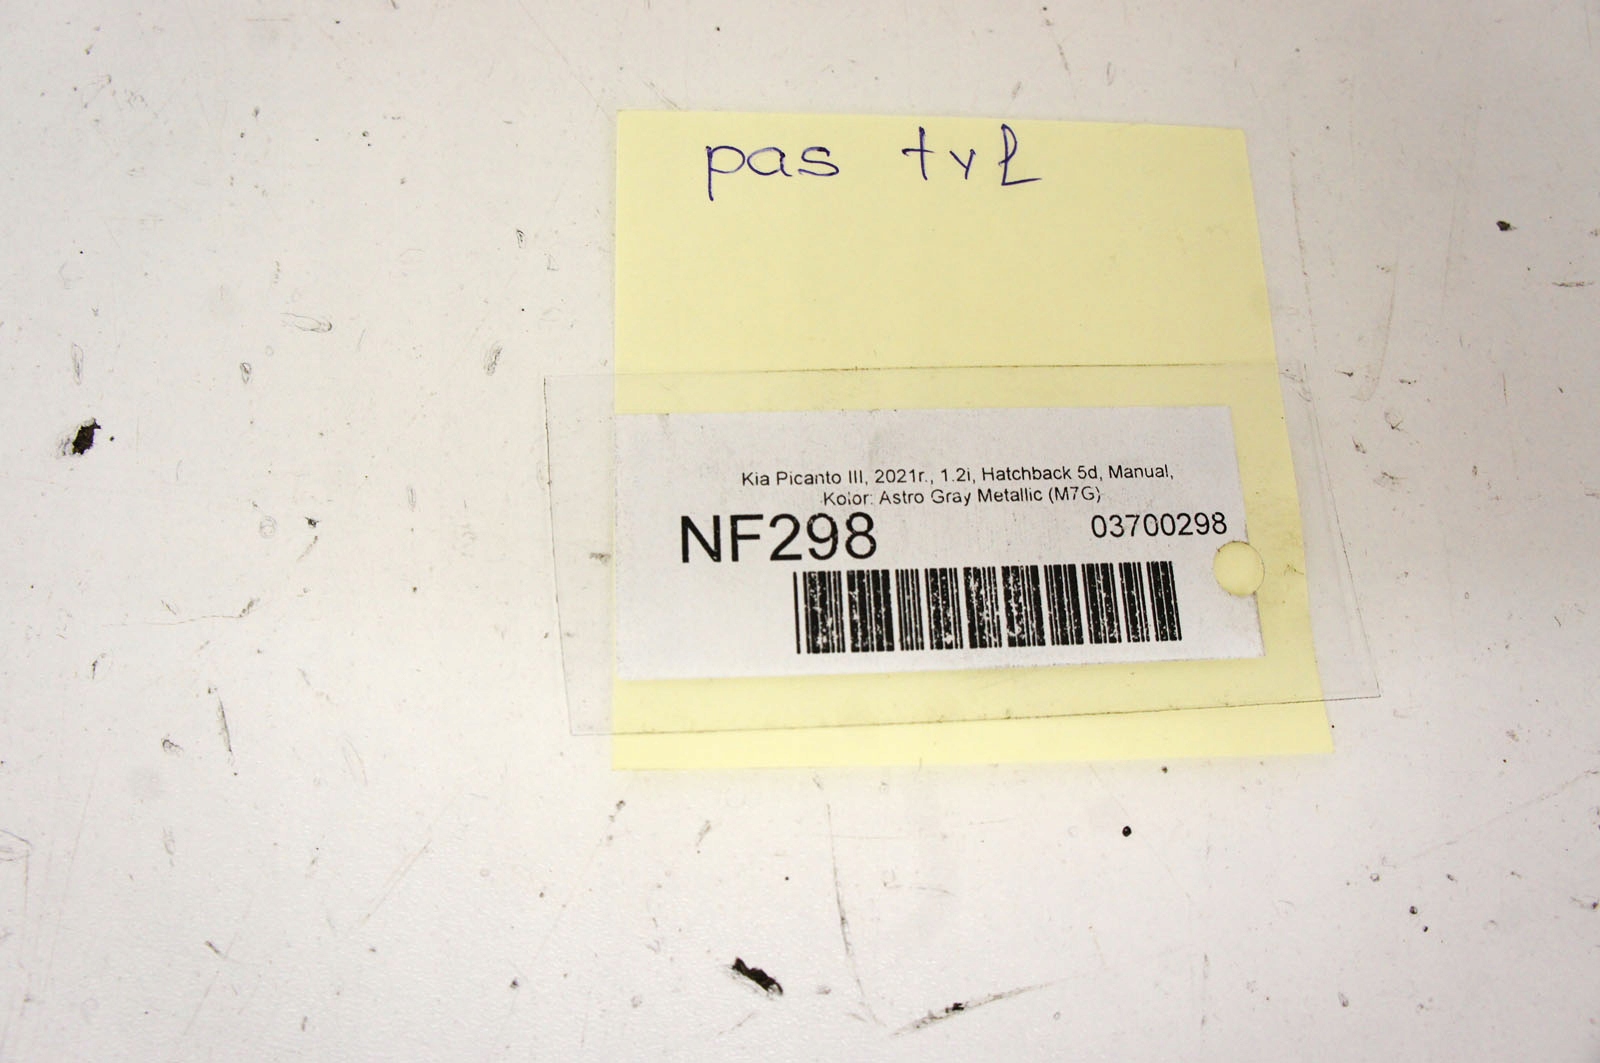 pas tył
Kia Picanto III, 2021r., 1.2i, Hatchback 5d, Manual,
Kolor: Astro Gray Metallic (M7G)
NF298
03700298